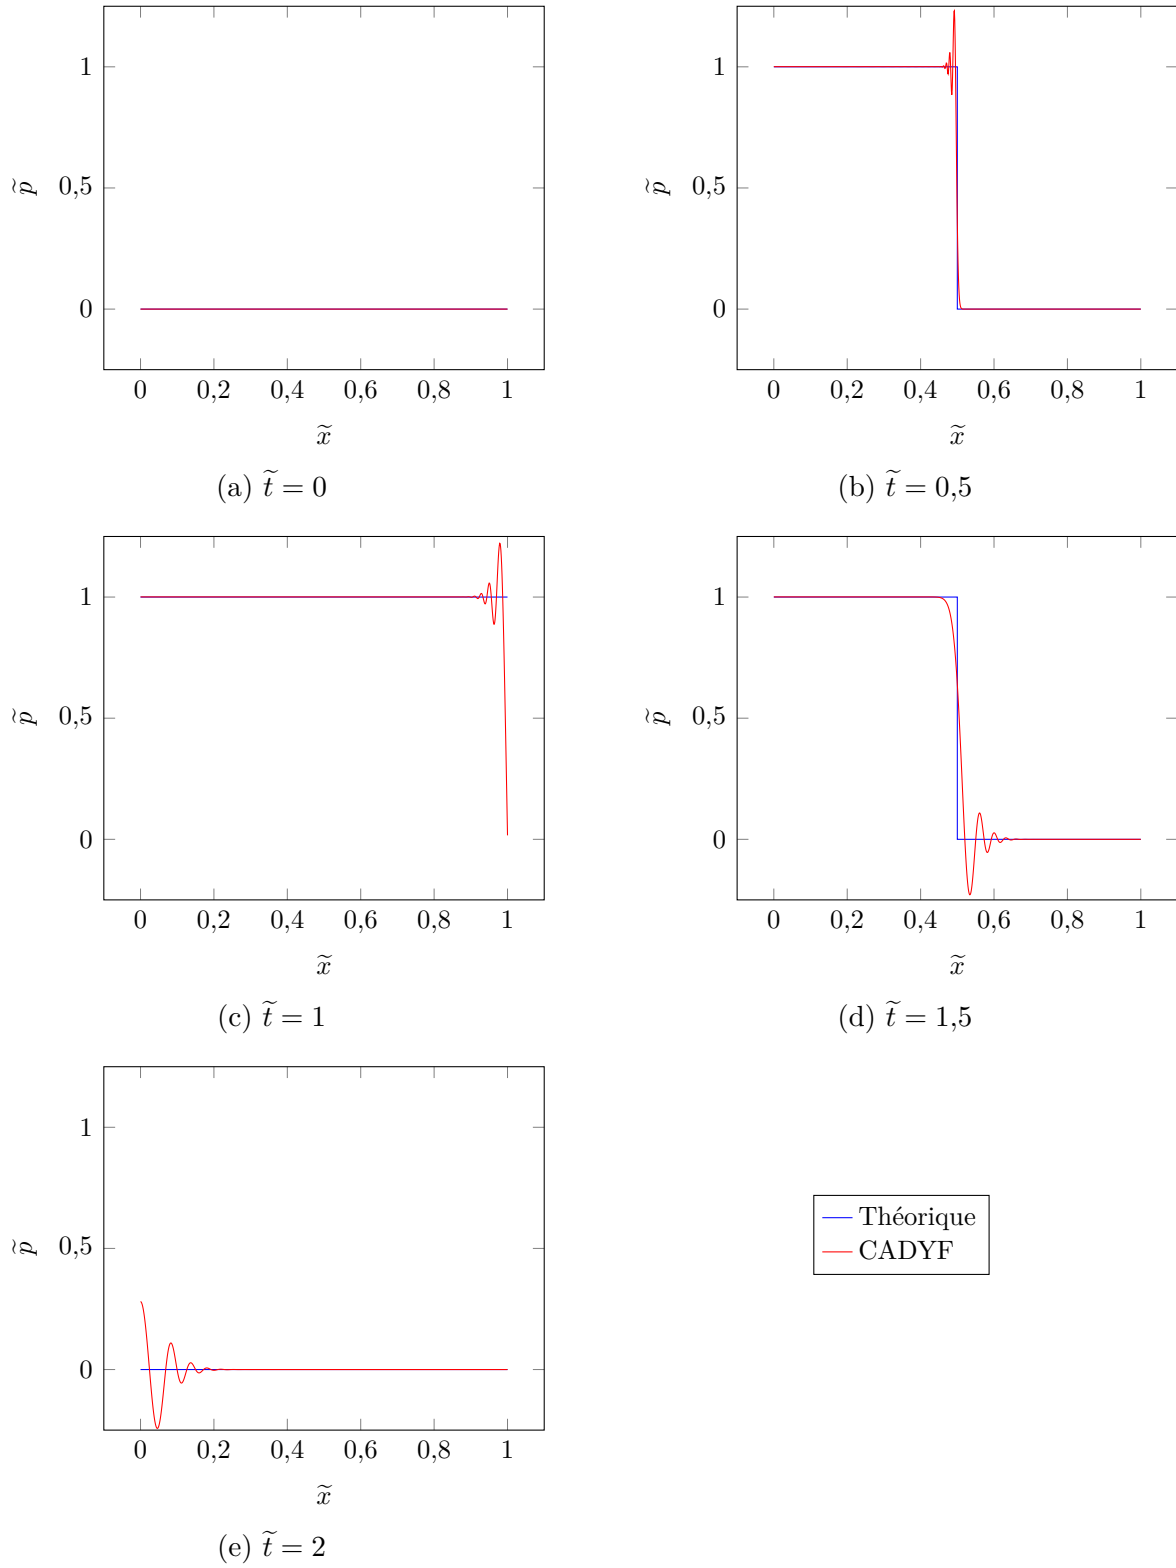 1
0,5
0
p̃
0 0,2 0,4 0,6 0,8 1
x̃
(a) t̃ = 0
1
0,5
0
p̃
0 0,2 0,4 0,6 0,8 1
x̃
(b) t̃ = 0,5
1
0,5
0
p̃
0 0,2 0,4 0,6 0,8 1
x̃
(c) t̃ = 1
1
0,5
0
p̃
0 0,2 0,4 0,6 0,8 1
x̃
(d) t̃ = 1,5
1
0,5
0
p̃
0 0,2 0,4 0,6 0,8 1
x̃
(e) t̃ = 2
Théorique
CADYF